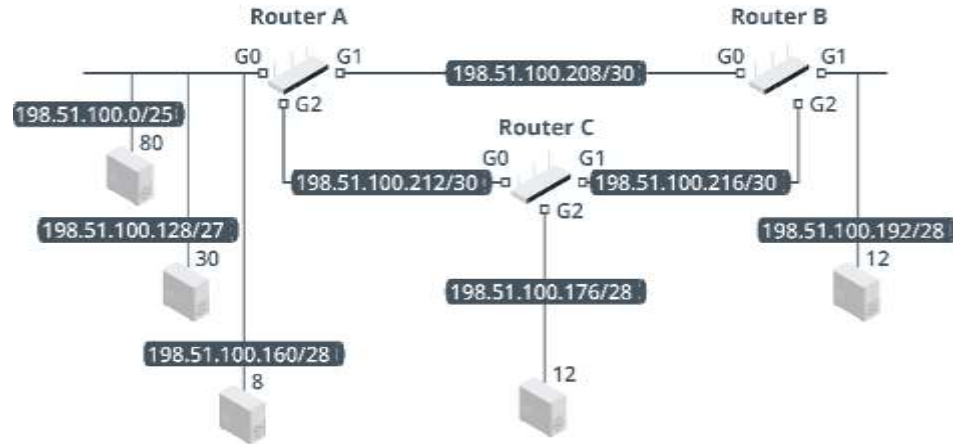 Router A
Router B
G0
G1
198.51.100.208/30
G0
G1
G2
G2
198.51.100.0/25
80
Router C
G0
G1
198.51.100.212/30
198.51.100.216/30
G2
198.51.100.128/27
30
198.51.100.192/28
12
198.51.100.176/28
198.51.100.160/28
8
12